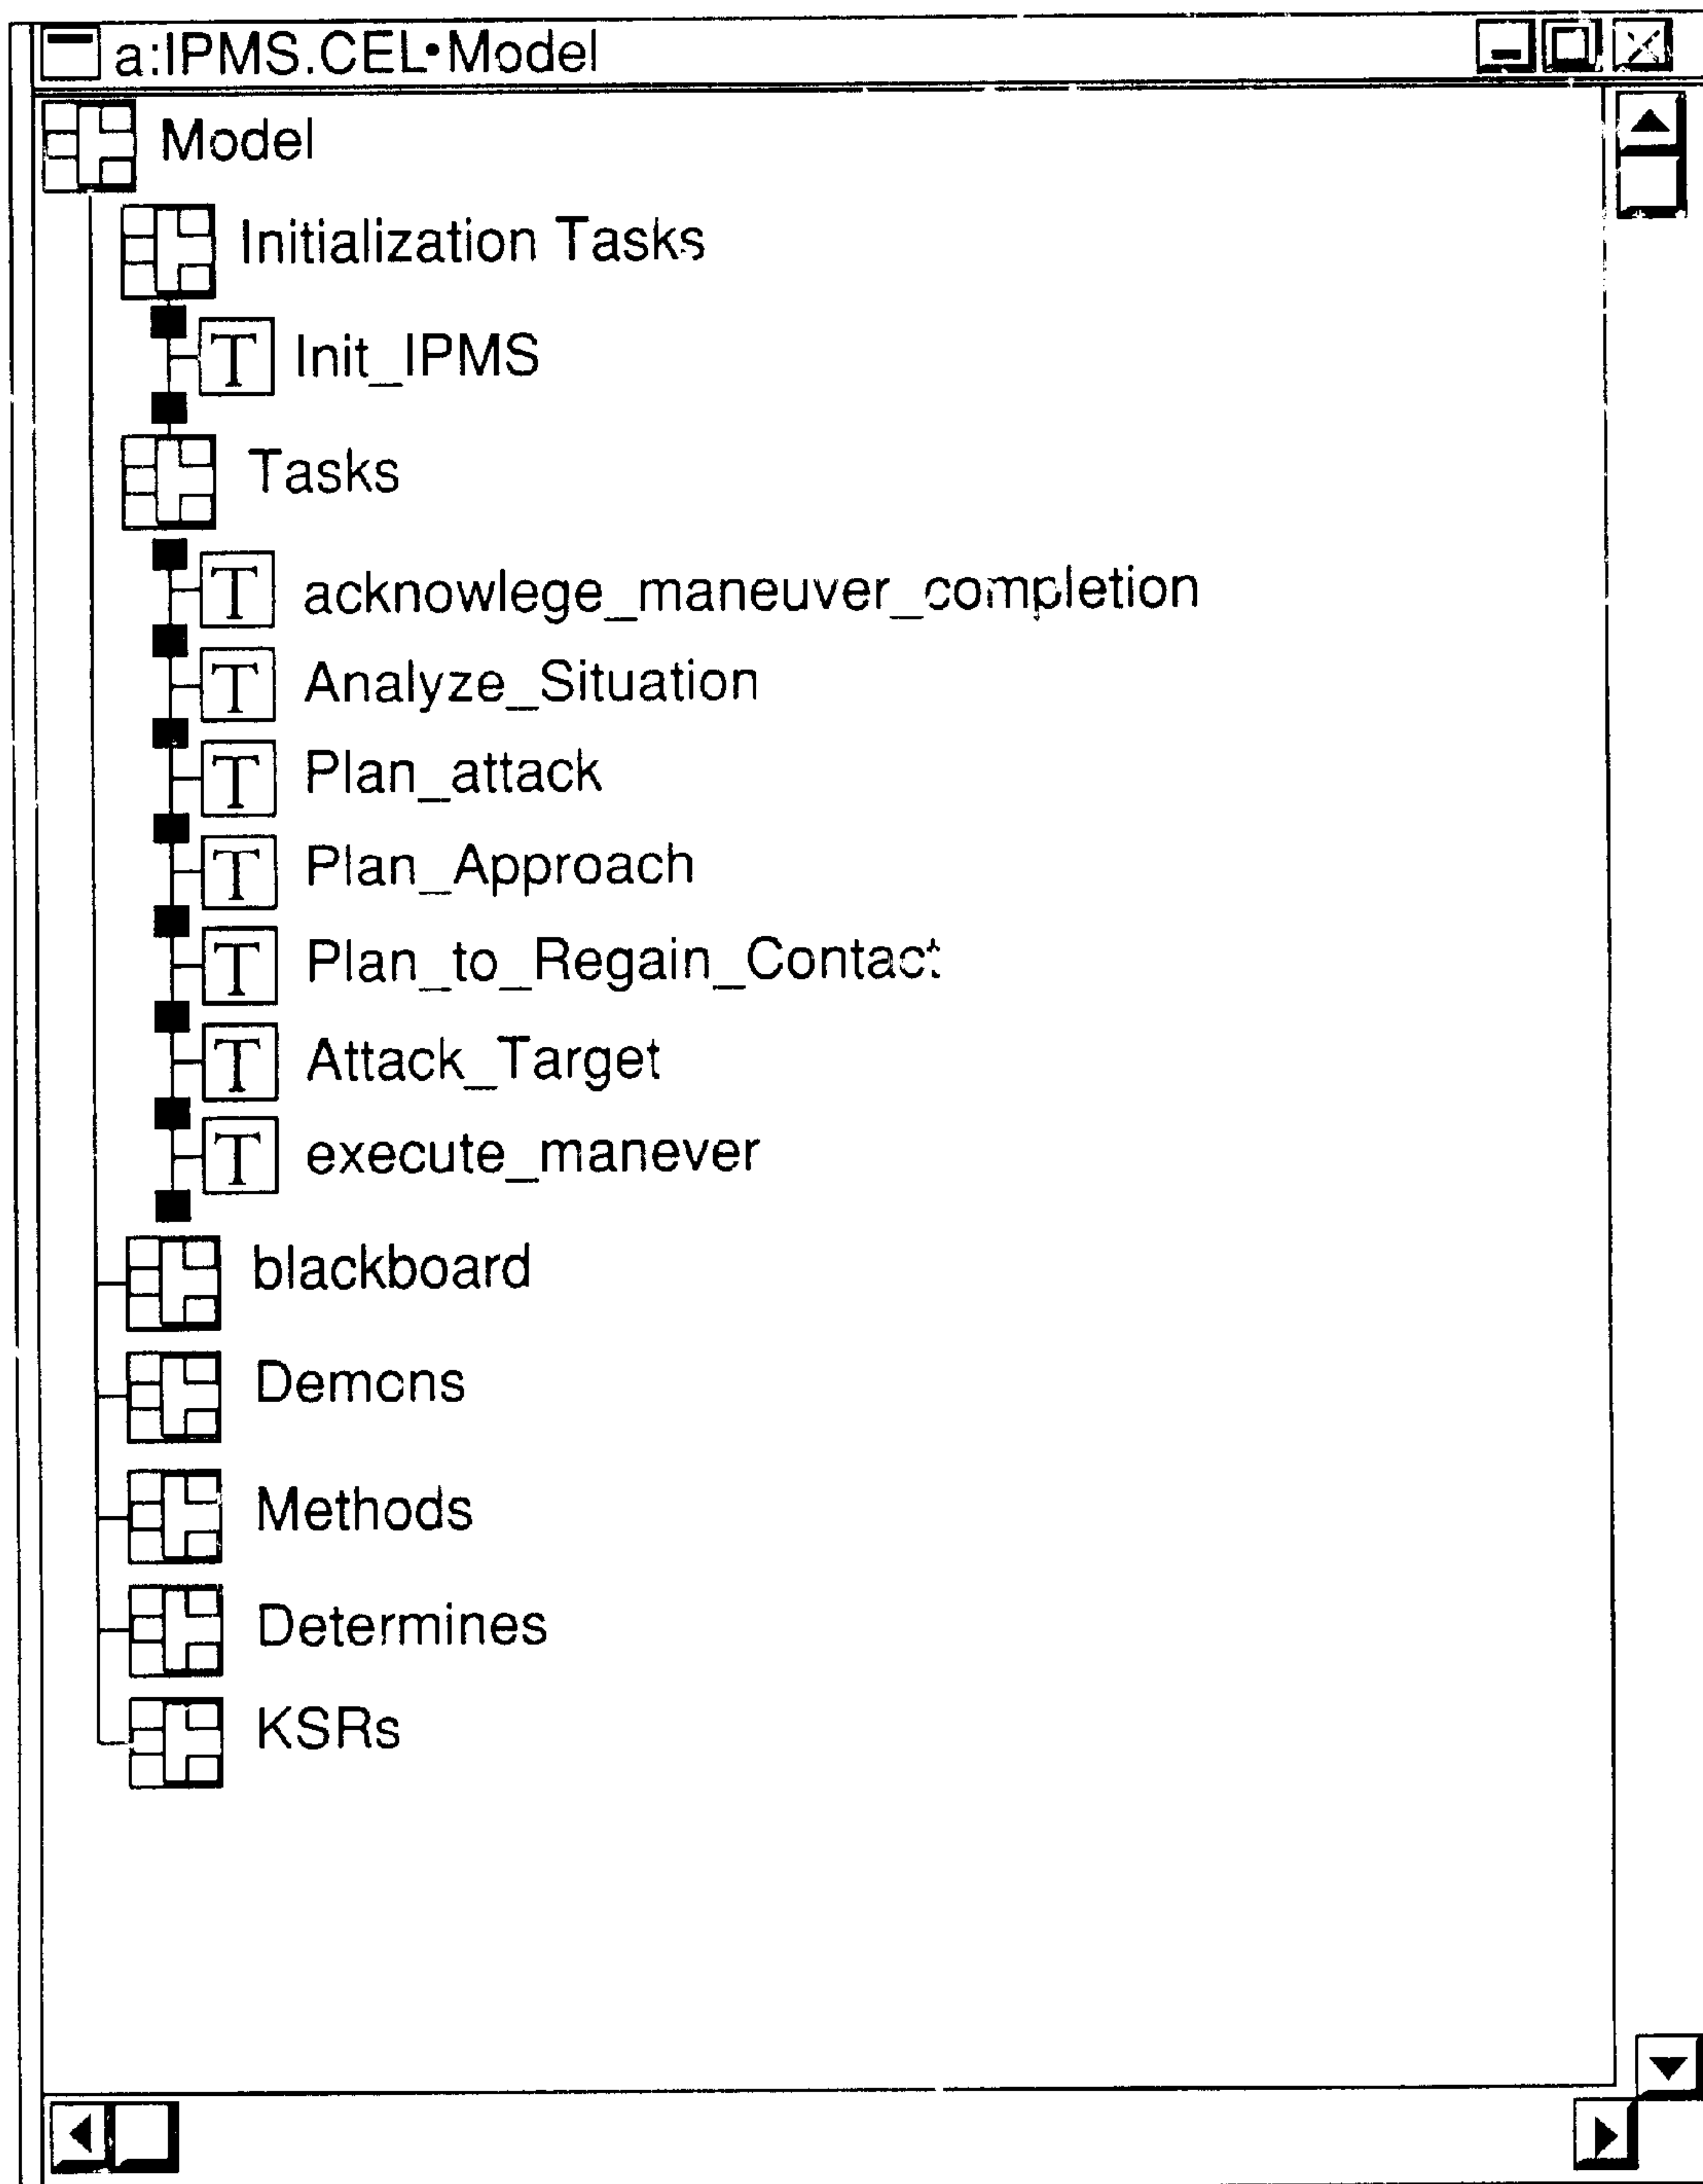 a:IPMS.CEL•Model
Model
Initialization Tasks
T Init_IPMS
Tasks
T acknowlege_maneuver_completion
T Analyze_Situation
T Plan_attack
T Plan_Approach
T Plan_to_Regain_Contact
T Attack_Target
T execute_manever
blackboard
Demons
Methods
Determines
KSRs